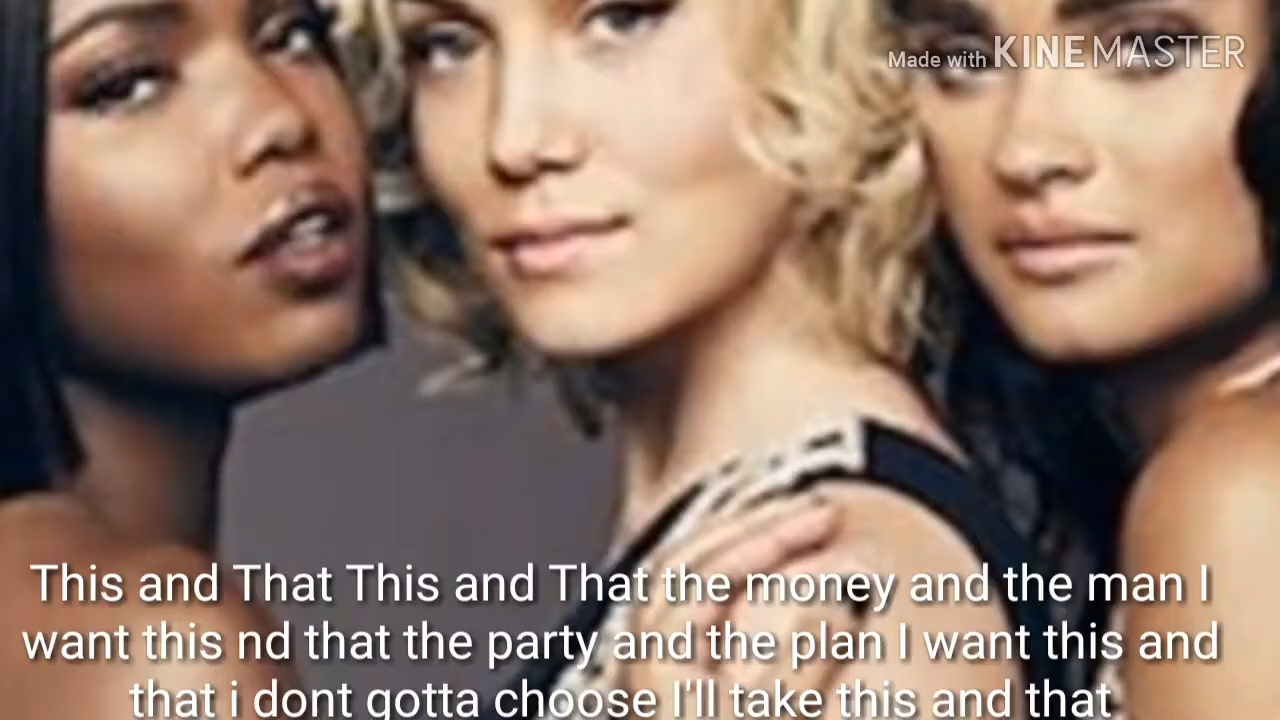 Made with KINEMASTER
This and That This and That the money and the man I
want this nd that the party and the plan I want this and
that i dont gotta choose I'll take this and that